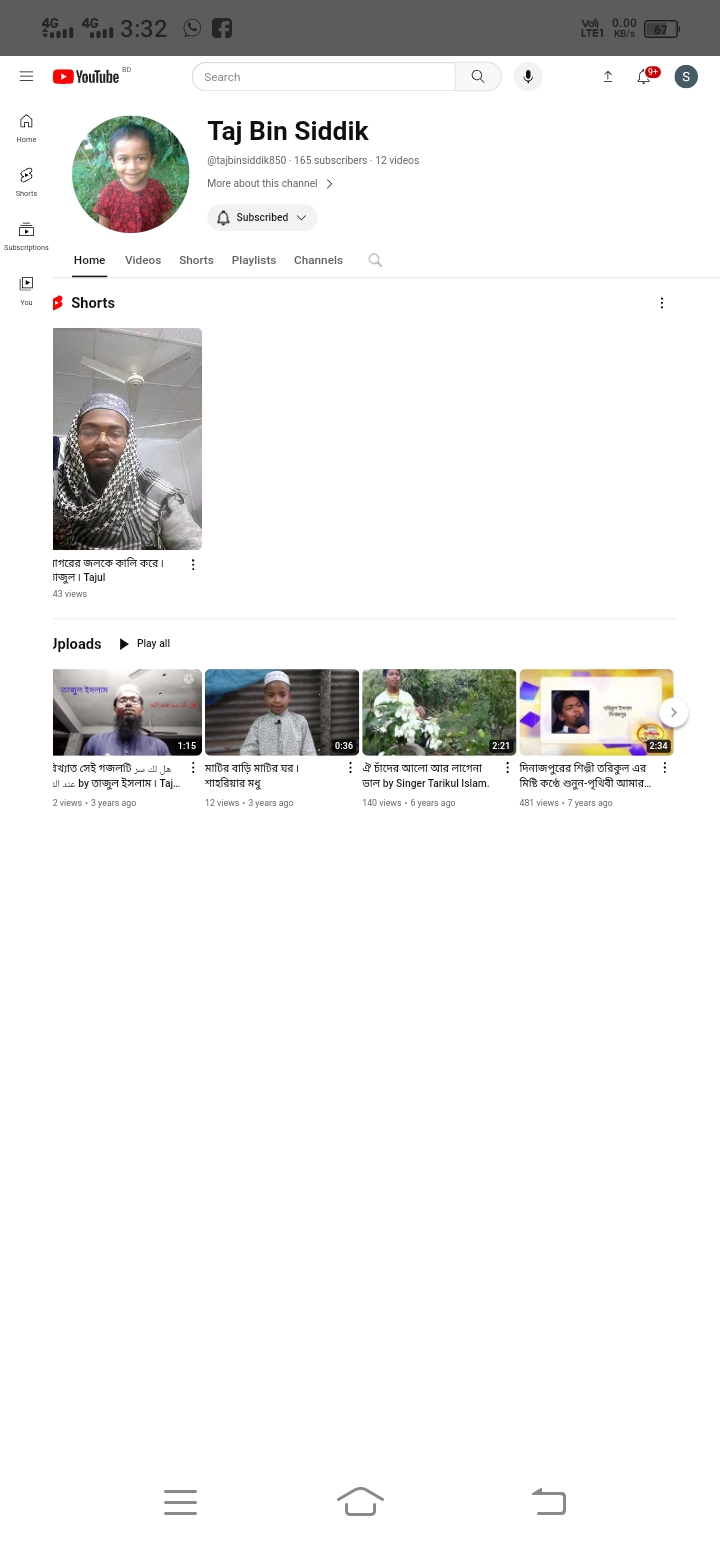 4G 4G 3:32
Vo) LTE1 0.00 KB/s 67
YouTube BD
Search
9+
S
Home
Shorts
Subscriptions
You
Taj Bin Siddik
@tajbinsiddik850 · 165 subscribers · 12 videos
More about this channel
Subscribed
Home Videos Shorts Playlists Channels
Shorts
জলকে কালি করে ৷
Tajul
43 views
Uploads Play all
তাজুল ইসলাম
1:15
সেই গজলটি هل لك سر
عند الله by তাজুল ইসলাম ৷ Taj...
2 views • 3 years ago
0:36
মাটির বাড়ি মাটির ঘর ৷
শাহরিয়ার মধু
12 views • 3 years ago
2:21
ঐ চাঁদের আলো আর লাগেনা
ভাল by Singer Tarikul Islam.
140 views • 6 years ago
তরিকুল ইসলাম
দিনাজপুর
2:34
দিনাজপুরের শিল্পী তরিকুল এর
মিষ্টি কণ্ঠে শুনুন-পৃথিবী আমার...
481 views • 7 years ago